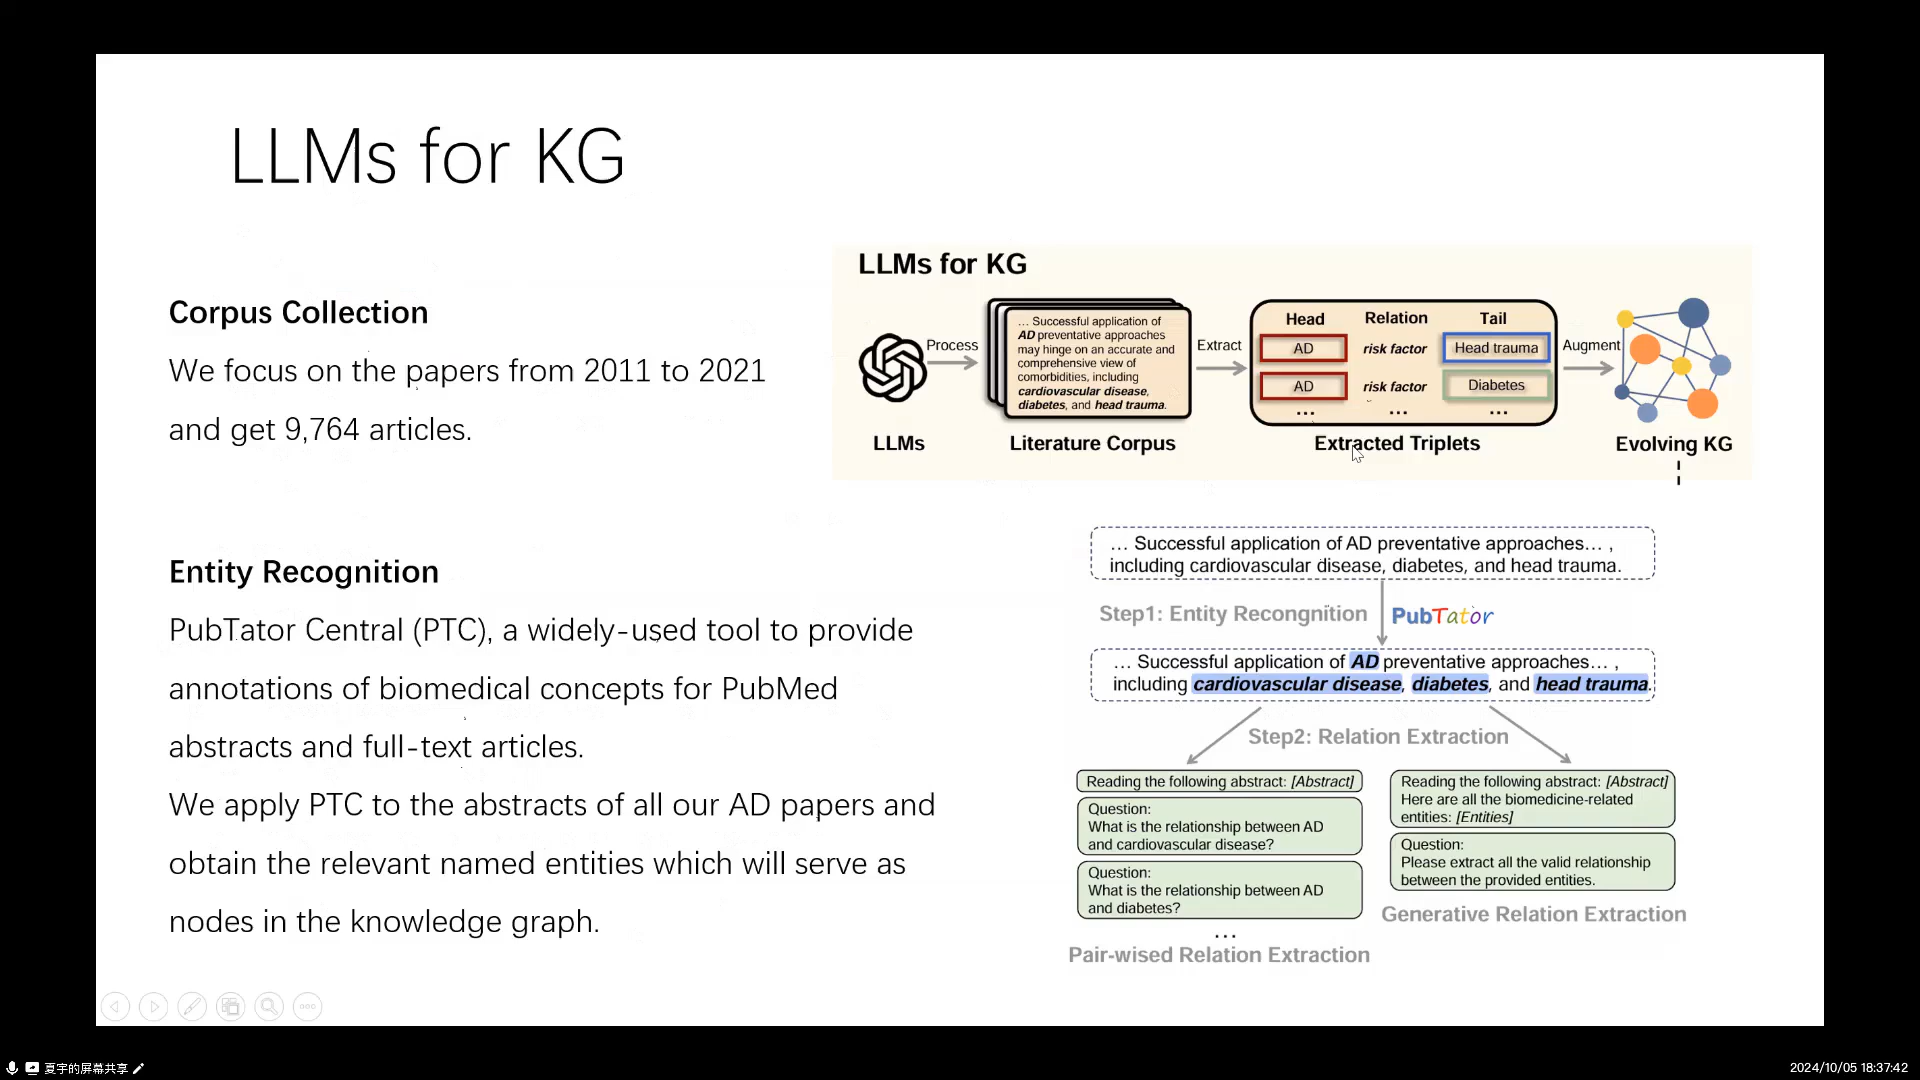 LLMs for KG
Corpus Collection
We focus on the papers from 2011 to 2021
and get 9,764 articles.
Entity Recognition
PubTator Central (PTC), a widely-used tool to provide
annotations of biomedical concepts for PubMed
abstracts and full-text articles.
We apply PTC to the abstracts of all our AD papers and
obtain the relevant named entities which will serve as
nodes in the knowledge graph.
LLMs for KG
LLMs
Process
… Successful application of
AD preventative approaches
may hinge on an accurate and
comprehensive view of
comorbidities, including
cardiovascular disease,
diabetes, and head trauma.
Literature Corpus
Extract
Head Relation Tail
AD risk factor Head trauma
AD risk factor Diabetes
… … …
Extracted Triplets
Augment
Evolving KG
… Successful application of AD preventative approaches… ,
including cardiovascular disease, diabetes, and head trauma.
Step1: Entity Recongnition PubTator
… Successful application of AD preventative approaches… ,
including cardiovascular disease, diabetes, and head trauma.
Step2: Relation Extraction
Reading the following abstract: [Abstract]
Question:
What is the relationship between AD
and cardiovascular disease?
Question:
What is the relationship between AD
and diabetes?
…
Pair-wised Relation Extraction
Reading the following abstract: [Abstract]
Here are all the biomedicine-related
entities: [Entities]
Question:
Please extract all the valid relationship
between the provided entities.
Generative Relation Extraction
夏宇的屏幕共享
2024/10/05 18:37:42